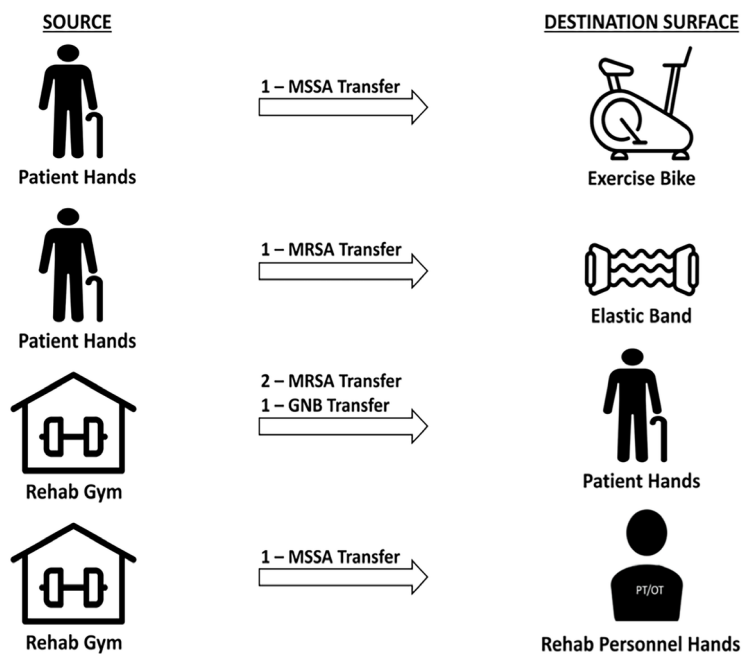 SOURCE
DESTINATION SURFACE
1 – MSSA Transfer
Patient Hands
Exercise Bike
1 – MRSA Transfer
Patient Hands
Elastic Band
2 – MRSA Transfer
1 – GNB Transfer
Rehab Gym
Patient Hands
1 – MSSA Transfer
PT/OT
Rehab Gym
Rehab Personnel Hands